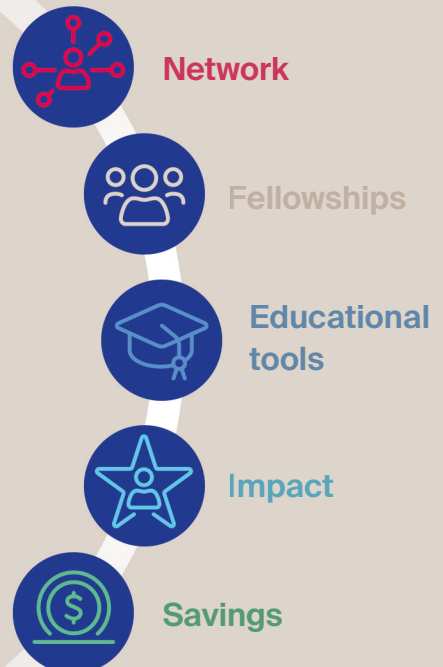 Network
Fellowships
Educational
tools
Impact
$
Savings